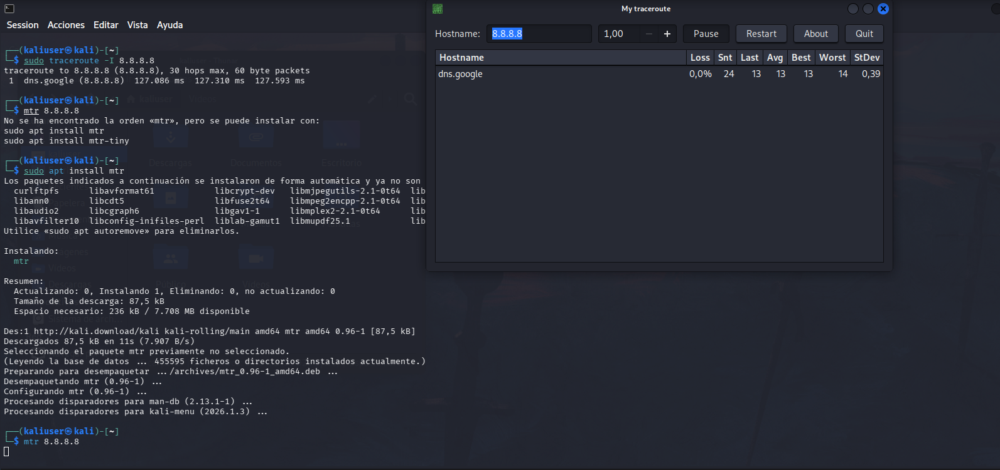 Session Acciones Editar Vista Ayuda
┌──(kaliuser㉿kali)-[~]
└─$ sudo traceroute -I 8.8.8.8
traceroute to 8.8.8.8 (8.8.8.8), 30 hops max, 60 byte packets
1 dns.google (8.8.8.8) 127.086 ms 127.310 ms 127.593 ms
┌──(kaliuser㉿kali)-[~]
└─$ mtr 8.8.8.8
No se ha encontrado la orden «mtr», pero se puede instalar con:
sudo apt install mtr
sudo apt install mtr-tiny
┌──(kaliuser㉿kali)-[~]
└─$ sudo apt install mtr
Los paquetes indicados a continuación se instalaron de forma automática y ya no son
curlftpfs libavformat61 libcrypt-dev libmjpegutils-2.1-0t64 lib
libann0 libcdt5 libfuse2t64 libmpeg2encpp-2.1-0t64 lib
libaudio2 libcgraph6 libgav1-1 libmplex2-2.1-0t64 lib
libavfilter10 libconfig-inifiles-perl liblab-gamut1 libmupdf25.1 lib
Utilice «sudo apt autoremove» para eliminarlos.
Instalando:
mtr
Resumen:
Actualizando: 0, Instalando 1, Eliminando: 0, no actualizando: 0
Tamaño de la descarga: 87,5 kB
Espacio necesario: 236 kB / 7.708 MB disponible
Des:1 http://kali.download/kali kali-rolling/main amd64 mtr amd64 0.96-1 [87,5 kB]
Descargados 87,5 kB en 11s (7.907 B/s)
Seleccionando el paquete mtr previamente no seleccionado.
(Leyendo la base de datos ... 455595 ficheros o directorios instalados actualmente.)
Preparando para desempaquetar .../archives/mtr_0.96-1_amd64.deb ...
Desempaquetando mtr (0.96-1) ...
Configurando mtr (0.96-1) ...
Procesando disparadores para man-db (2.13.1-1) ...
Procesando disparadores para kali-menu (2026.1.3) ...
┌──(kaliuser㉿kali)-[~]
└─$ mtr 8.8.8.8
My traceroute
Hostname: 8.8.8.8 1,00 − + Pause Restart About Quit
Hostname Loss Snt Last Avg Best Worst StDev
dns.google 0,0% 24 13 13 13 14 0,39
kaliuser Videos
Descargas Documentos Escritorio
Videos
Público Videos
Descargas
Sistema de arch...